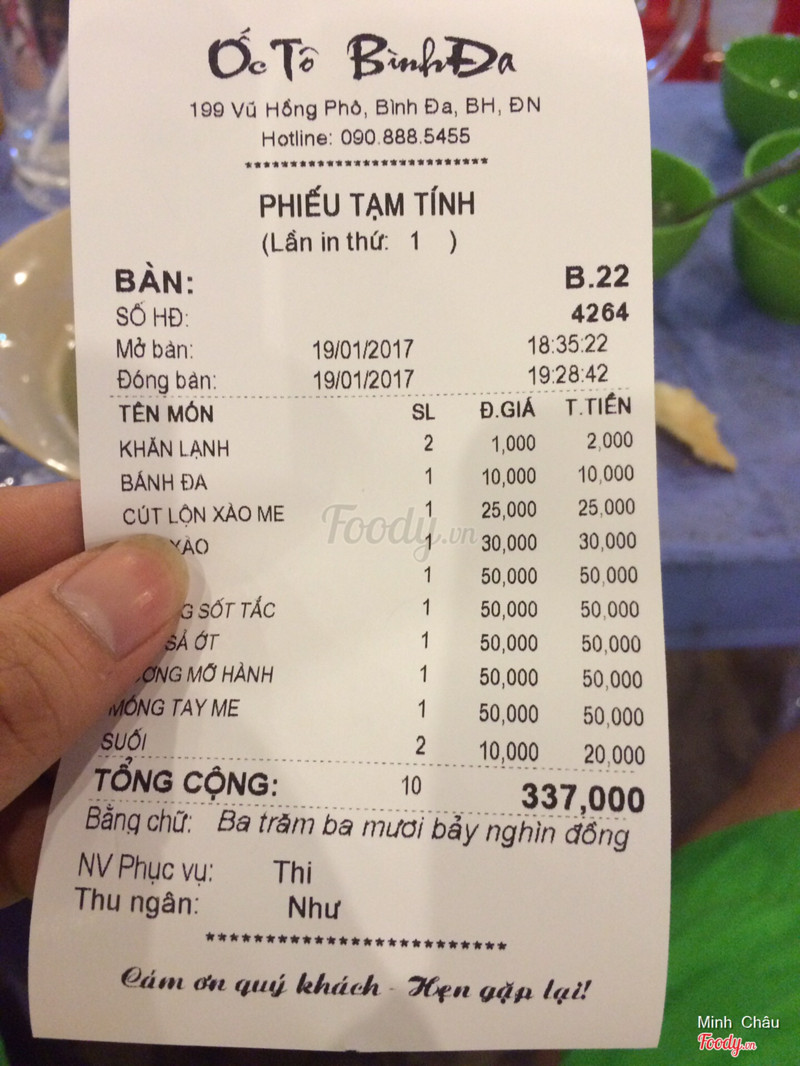 Ốc Tô Bình Đa
199 Vũ Hồng Phô, Bình Đa, BH, ĐN
Hotline: 090.888.5455
**************************
PHIẾU TẠM TÍNH
(Lần in thứ: 1 )
BÀN: B.22
SỐ HĐ: 4264
Mở bàn: 19/01/2017 18:35:22
Đóng bàn: 19/01/2017 19:28:42
TÊN MÓN SL Đ.GIÁ T.TIỀN
KHĂN LẠNH 2 1,000 2,000
BÁNH ĐA 1 10,000 10,000
CÚT LỘN XÀO ME 1 25,000 25,000
XÀO 1 30,000 30,000
1 50,000 50,000
SỐT TẮC 1 50,000 50,000
SẢ ỚT 1 50,000 50,000
MỠ HÀNH 1 50,000 50,000
MÓNG TAY ME 1 50,000 50,000
SUỐI 2 10,000 20,000
TỔNG CỘNG: 10 337,000
Bằng chữ: Ba trăm ba mươi bảy nghìn đồng
NV Phục vụ: Thi
Thu ngân: Như
**************************
Cám ơn quý khách - Hẹn gặp lại!
Foody.vn
Minh Châu
Foody.vn